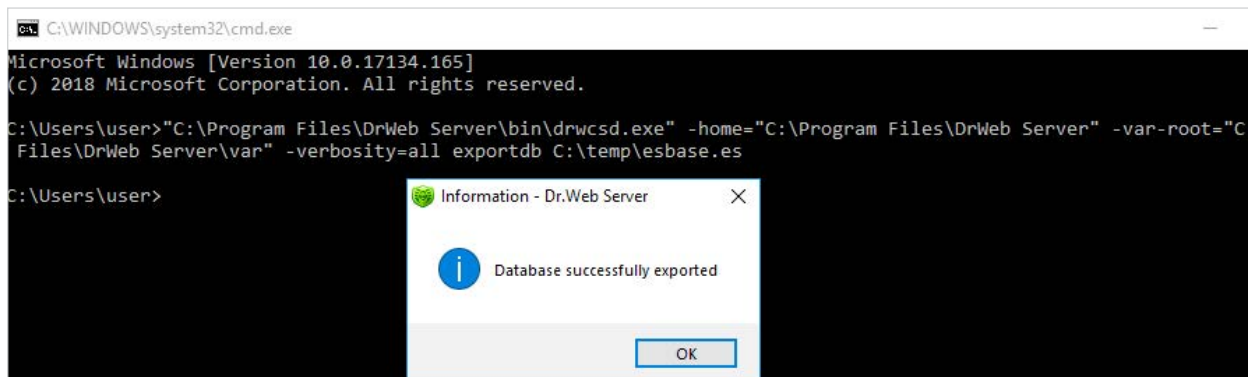 C:\WINDOWS\system32\cmd.exe
Microsoft Windows [Version 10.0.17134.165]
(c) 2018 Microsoft Corporation. All rights reserved.
C:\Users\user>"C:\Program Files\DrWeb Server\bin\drwcsd.exe" -home="C:\Program Files\DrWeb Server" -var-root="C
Files\DrWeb Server\var" -verbosity=all exportdb C:\temp\esbase.es
C:\Users\user>
Information - Dr.Web Server
Database successfully exported
OK